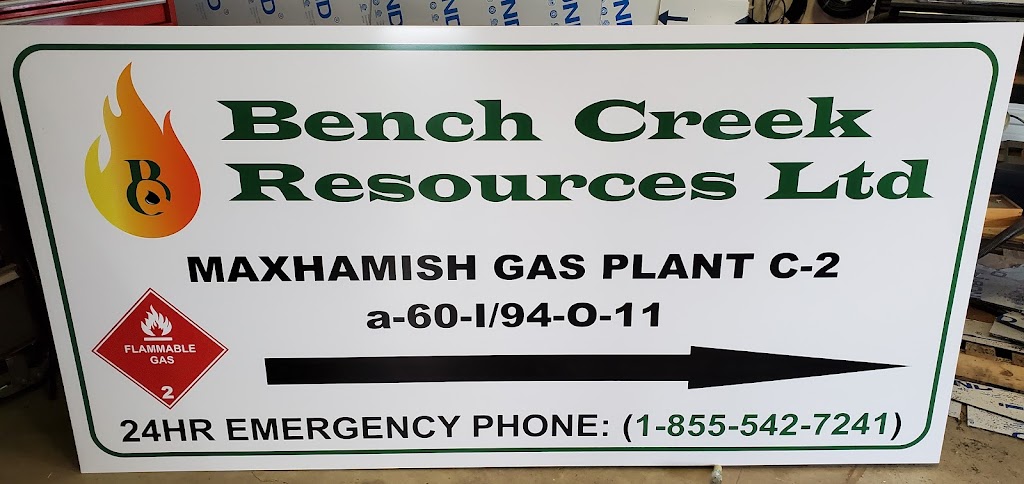 Bench Creek
Resources Ltd
BC
MAXHAMISH GAS PLANT C-2
a-60-I/94-O-11
FLAMMABLE
GAS
2
24HR EMERGENCY PHONE: (1-855-542-7241)